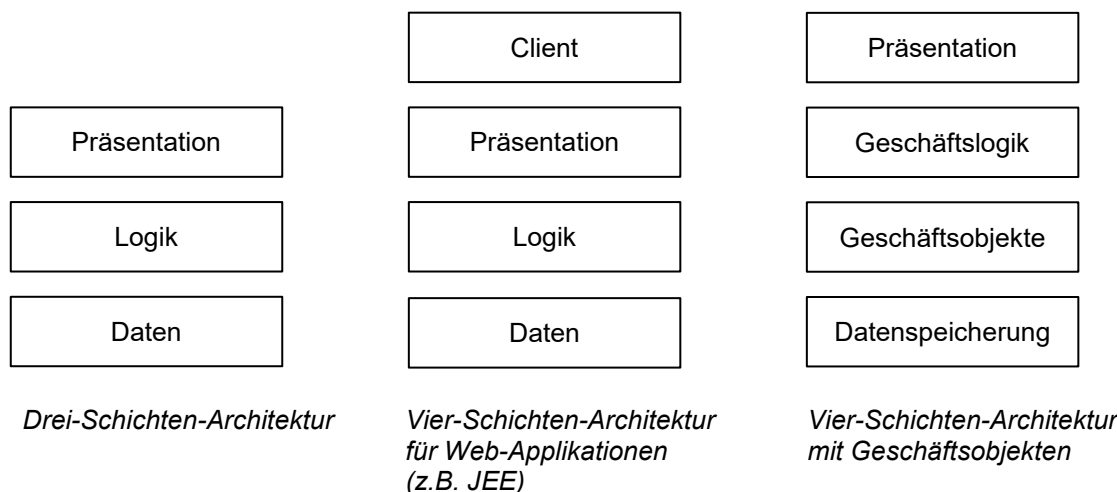 Client
Präsentation
Präsentation
Präsentation
Geschäftslogik
Logik
Logik
Geschäftsobjekte
Daten
Daten
Datenspeicherung
Drei-Schichten-Architektur
Vier-Schichten-Architektur
für Web-Applikationen
(z.B. JEE)
Vier-Schichten-Architektur
mit Geschäftsobjekten